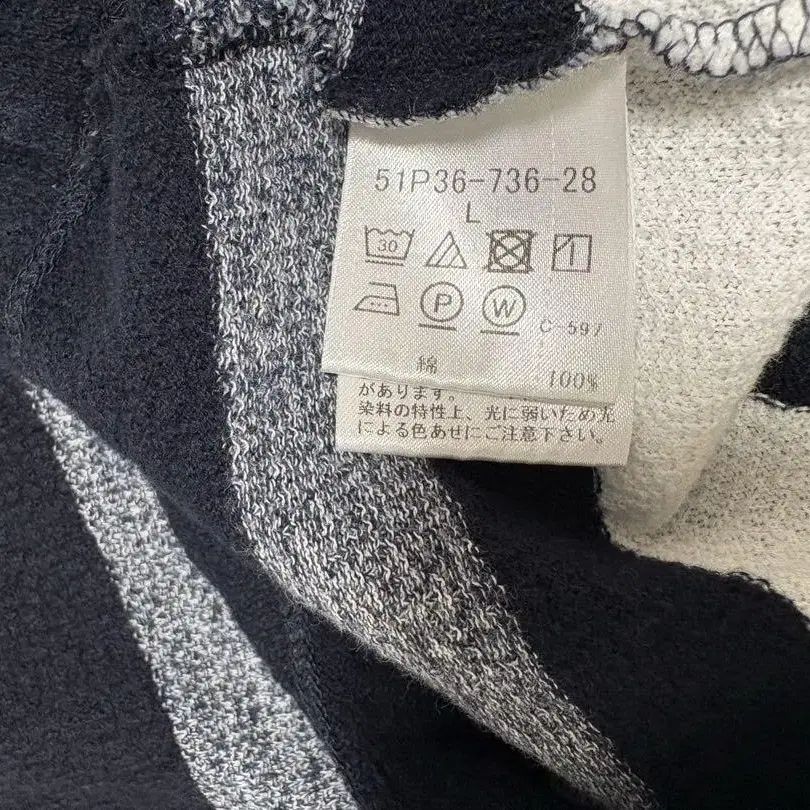 51P36-736-28
L
30
P W C-597
綿 100%
があります。
染料の特性上、光に弱いため光
による色あせにご注意下さい。